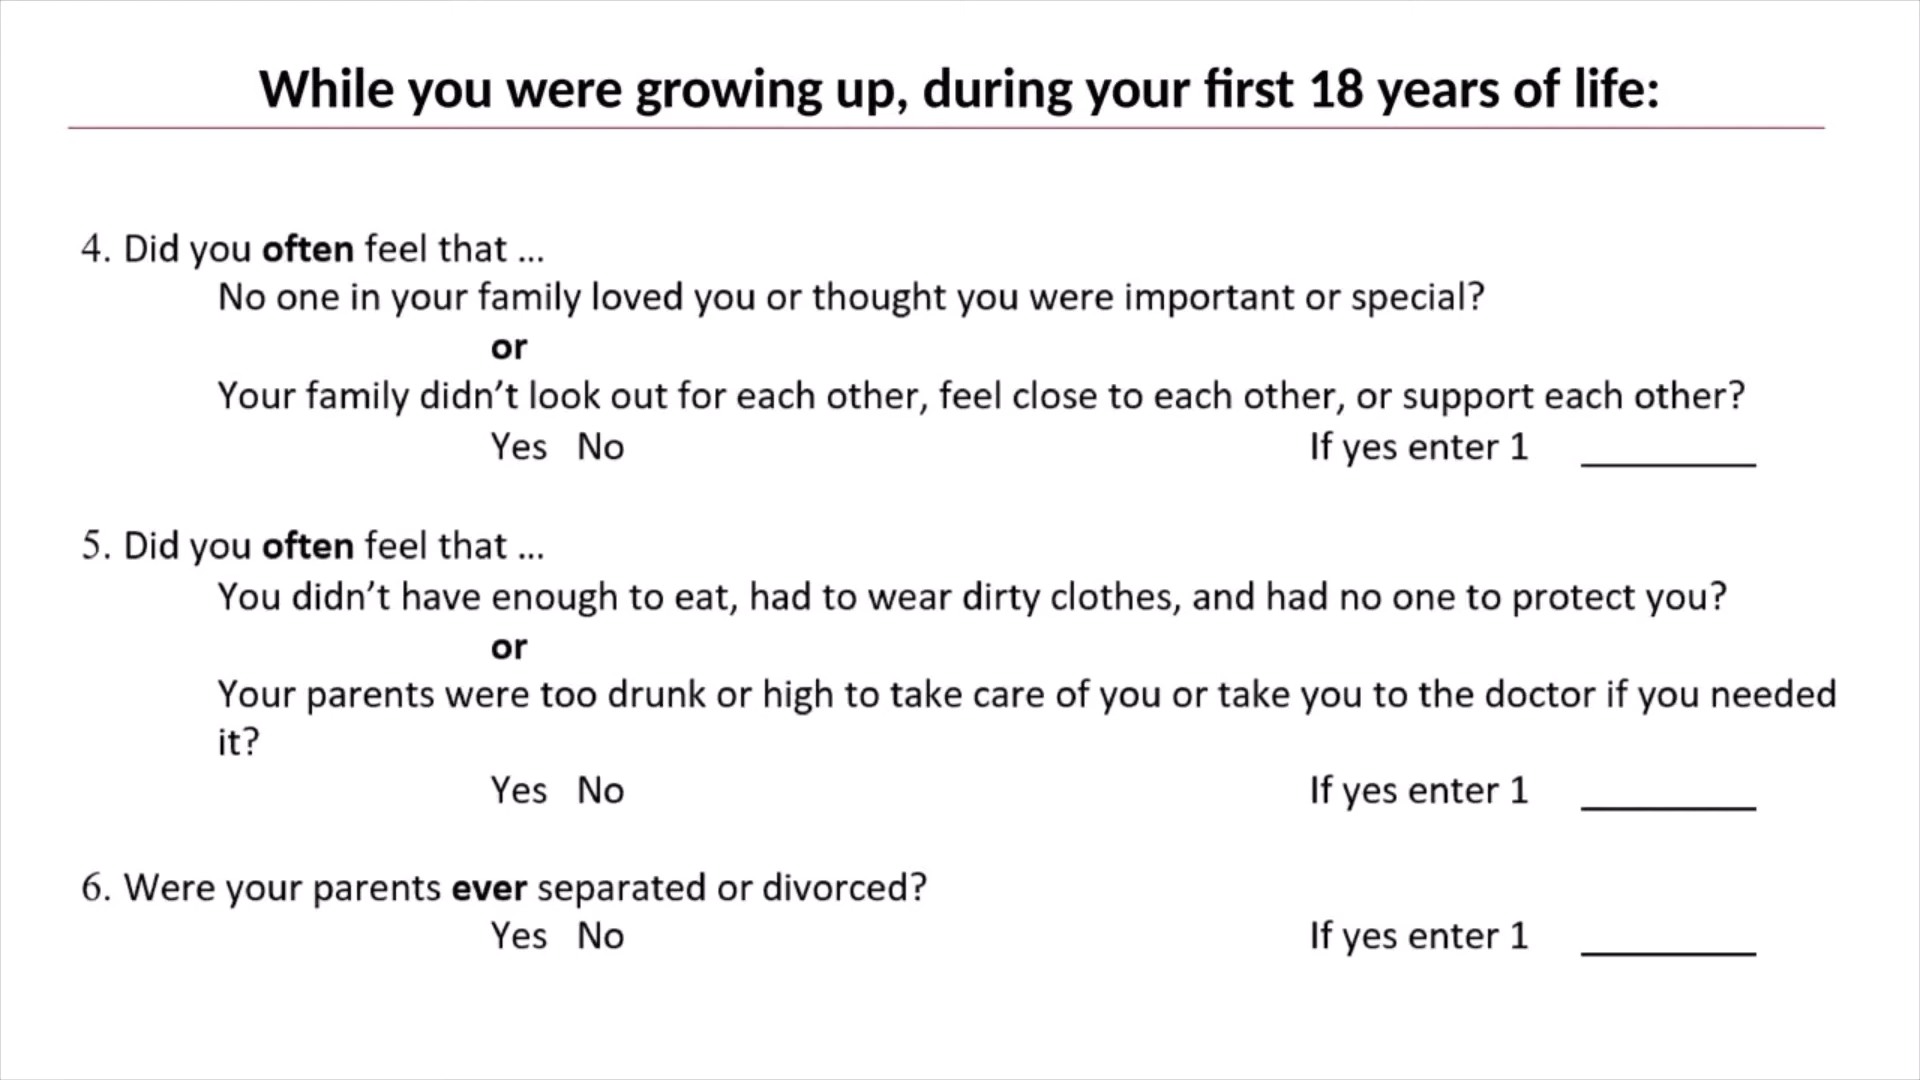 While you were growing up, during your first 18 years of life:
4. Did you often feel that ...
No one in your family loved you or thought you were important or special?
or
Your family didn’t look out for each other, feel close to each other, or support each other?
Yes No If yes enter 1 ________
5. Did you often feel that ...
You didn’t have enough to eat, had to wear dirty clothes, and had no one to protect you?
or
Your parents were too drunk or high to take care of you or take you to the doctor if you needed
it?
Yes No If yes enter 1 ________
6. Were your parents ever separated or divorced?
Yes No If yes enter 1 ________